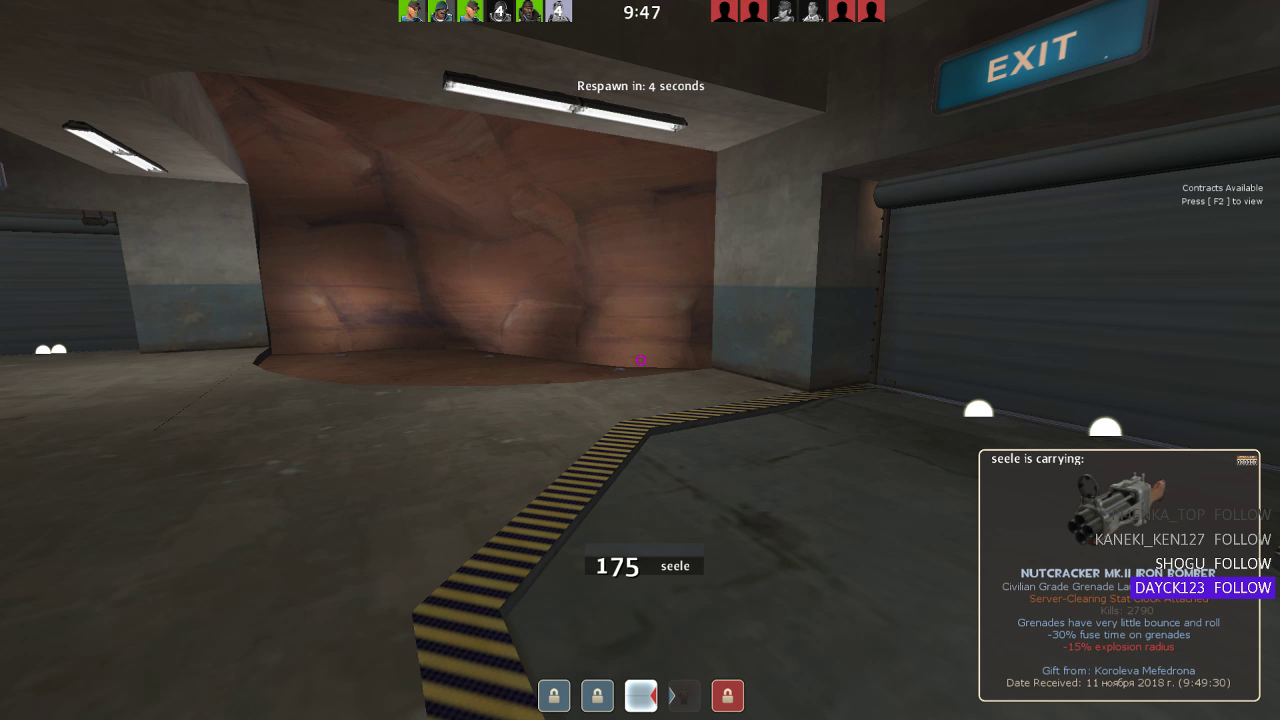 4
4
9:47
EXIT
Respawn in: 4 seconds
Contracts Available
Press [ F2 ] to view
seele is carrying:
FOLLOW
KANEKI_KEN127 FOLLOW
SHOGU FOLLOW
NUTCRACKER MK.II IRON BOMBER
Civilian Grade Grenade
DAYCK123 FOLLOW
Server-Clearing Stat Clock Attached
Kills: 2790
Grenades have very little bounce and roll
-30% fuse time on grenades
-15% explosion radius
Gift from: Koroleva Mefedrona
Date Received: 11 ноября 2018 г. (9:49:30)
175 seele